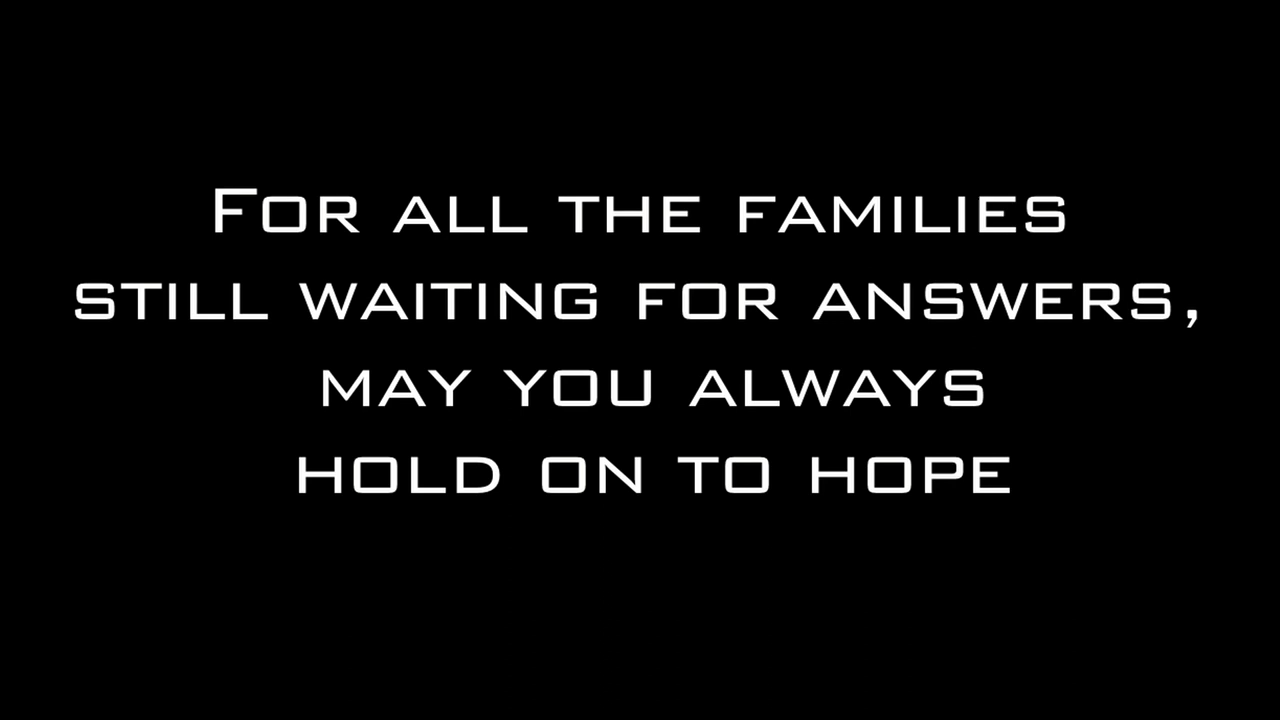 For all the families
still waiting for answers,
may you always
hold on to hope